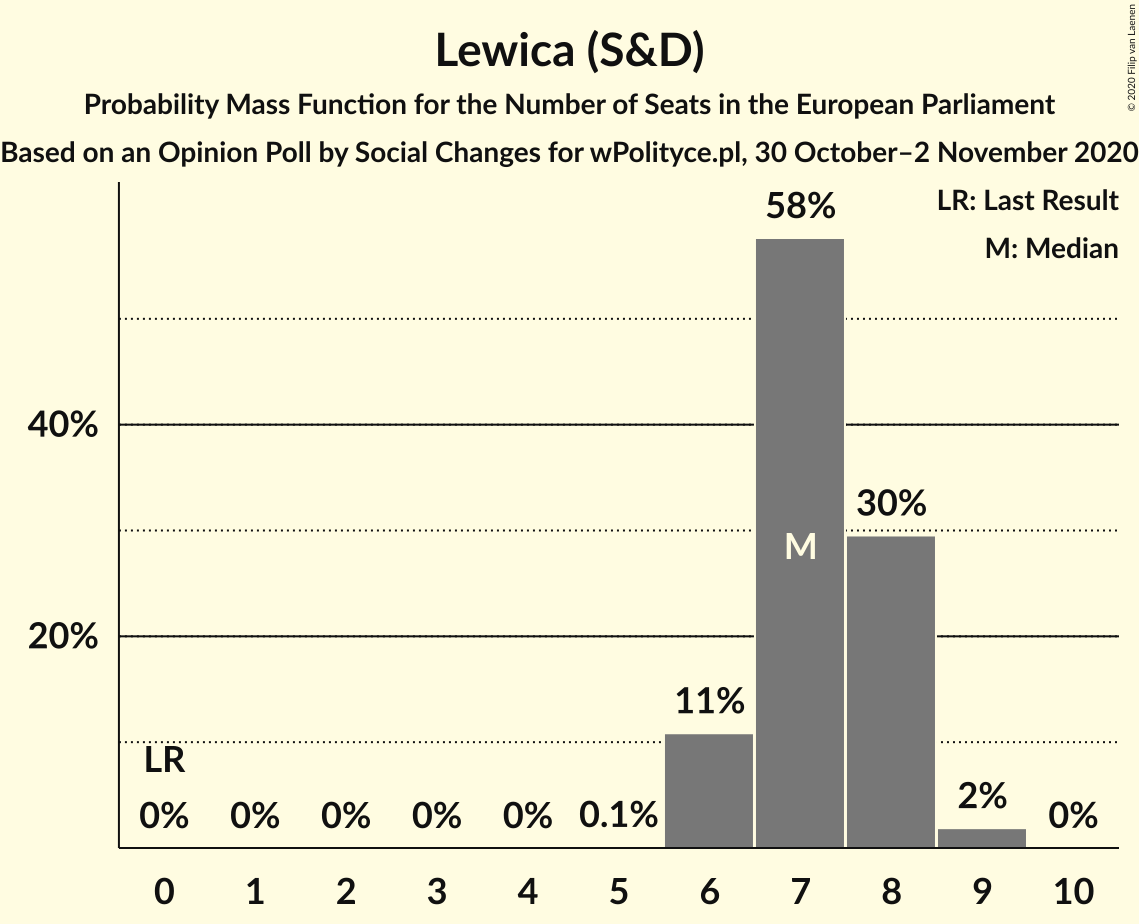 Lewica (S&D)
Probability Mass Function for the Number of Seats in the European Parliament
Based on an Opinion Poll by Social Changes for wPolityce.pl, 30 October–2 November 2020
© 2020 Filip van Laenen
LR: Last Result
M: Median
58%
40%
30%
M
20%
11%
LR
2%
0% 0% 0% 0% 0% 0.1% 0%
0 1 2 3 4 5 6 7 8 9 10